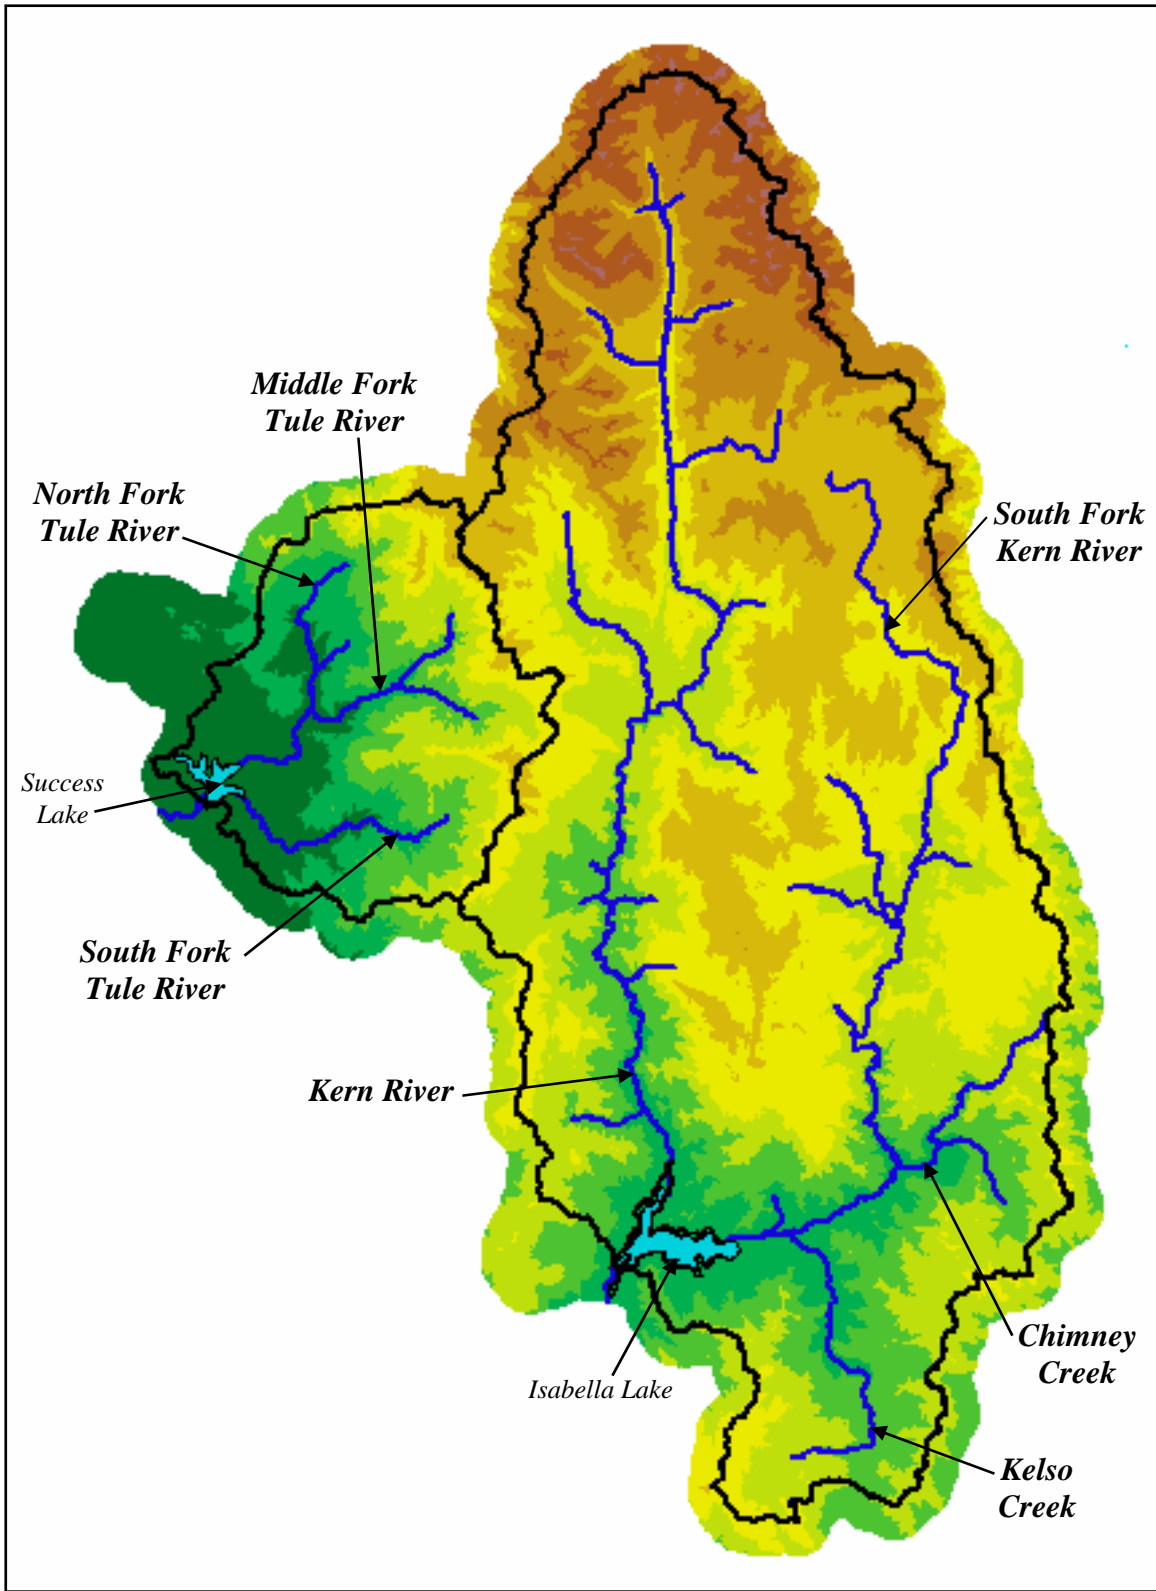 Middle Fork
Tule River
North Fork
Tule River
South Fork
Kern River
Success
Lake
South Fork
Tule River
Kern River
Chimney
Creek
Isabella Lake
Kelso
Creek